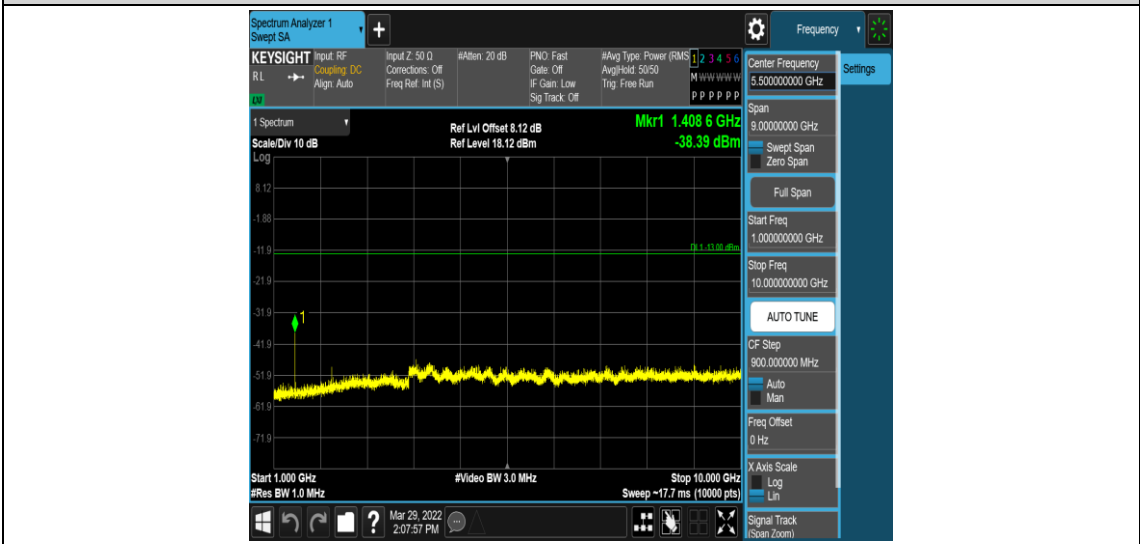 Spectrum Analyzer 1
Swept SA
+
Frequency
KEYSIGHT
Input: RF
Input Z: 50 Ω
#Atten: 20 dB
PNO: Fast
#Avg Type: Power (RMS
1 2 3 4 5 6
RL
Coupling: DC
Corrections: Off
Gate: Off
Avg|Hold: 50/50
M W W W W W
Align: Auto
Freq Ref: Int (S)
IF Gain: Low
Trig: Free Run
Sig Track: Off
P P P P P P
LXI
Center Frequency
5.500000000 GHz
Settings
1 Spectrum
Ref Lvl Offset 8.12 dB
Mkr1 1.408 6 GHz
Scale/Div 10 dB
Ref Level 18.12 dBm
-38.39 dBm
Log
8.12
-1.88
-11.9
DL1 -13.00 dBm
-21.9
-31.9
1
-41.9
-51.9
-61.9
-71.9
Start 1.000 GHz
#Video BW 3.0 MHz
Stop 10.000 GHz
#Res BW 1.0 MHz
Sweep ~17.7 ms (10000 pts)
Span
9.00000000 GHz
Swept Span
Zero Span
Full Span
Start Freq
1.000000000 GHz
Stop Freq
10.000000000 GHz
AUTO TUNE
CF Step
900.000000 MHz
Auto
Man
Freq Offset
0 Hz
X Axis Scale
Log
Lin
Signal Track
(Span Zoom)
?
Mar 29, 2022
2:07:57 PM